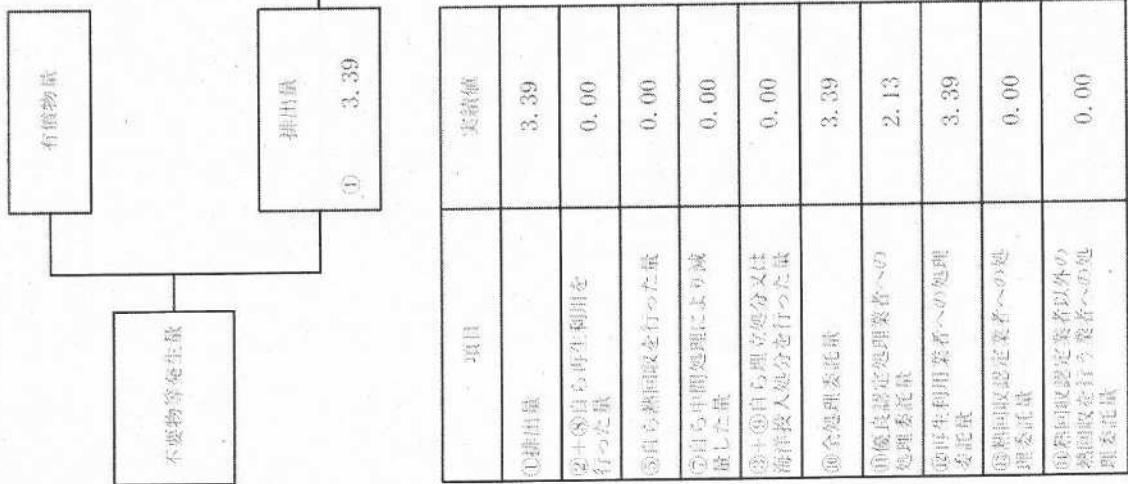 有償物量
不要物等発生量
排出量
① 3.39
項目 実績値
①排出量 3.39
②+⑧自ら再生利用を
行った量 0.00
⑤自ら熱回収を行った量 0.00
⑦自ら中間処理により減
量した量 0.00
③+⑨自ら埋立処分又は
海洋投入処分を行った量 0.00
⑩全処理委託量 3.39
⑪優良認定処理業者への
処理委託量 2.13
⑫再生利用業者への処理
委託量 3.39
⑬熱回収認定業者への処
理委託量 0.00
⑭熱回収認定業者以外の
熱回収を行う業者への処
理委託量 0.00